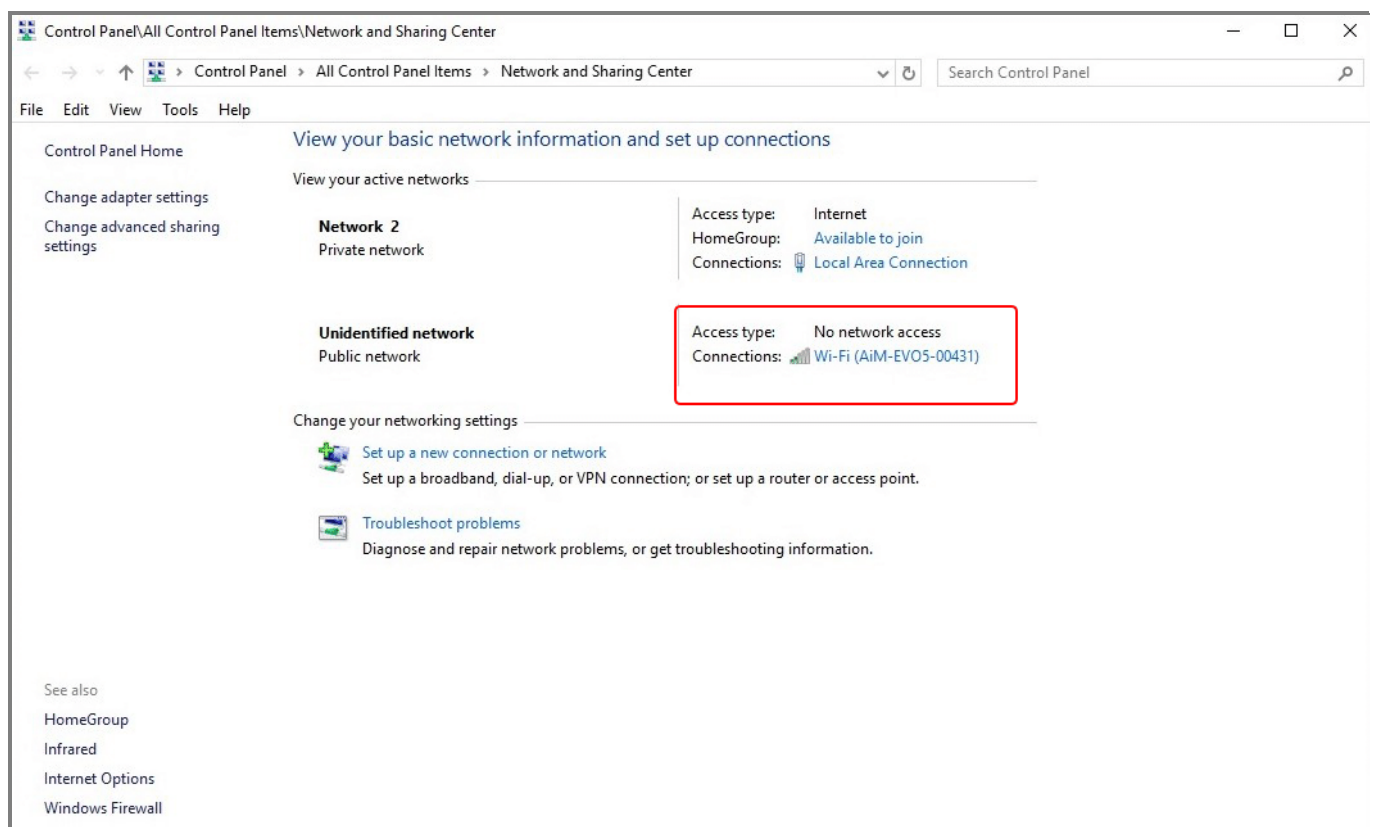 Control Panel\All Control Panel Items\Network and Sharing Center
Control Panel > All Control Panel Items > Network and Sharing Center
Search Control Panel
File Edit View Tools Help
Control Panel Home
Change adapter settings
Change advanced sharing
settings
View your basic network information and set up connections
View your active networks
Network 2
Private network
Access type: Internet
HomeGroup: Available to join
Connections: Local Area Connection
Unidentified network
Public network
Access type: No network access
Connections: Wi-Fi (AiM-EVO5-00431)
Change your networking settings
Set up a new connection or network
Set up a broadband, dial-up, or VPN connection; or set up a router or access point.
Troubleshoot problems
Diagnose and repair network problems, or get troubleshooting information.
See also
HomeGroup
Infrared
Internet Options
Windows Firewall